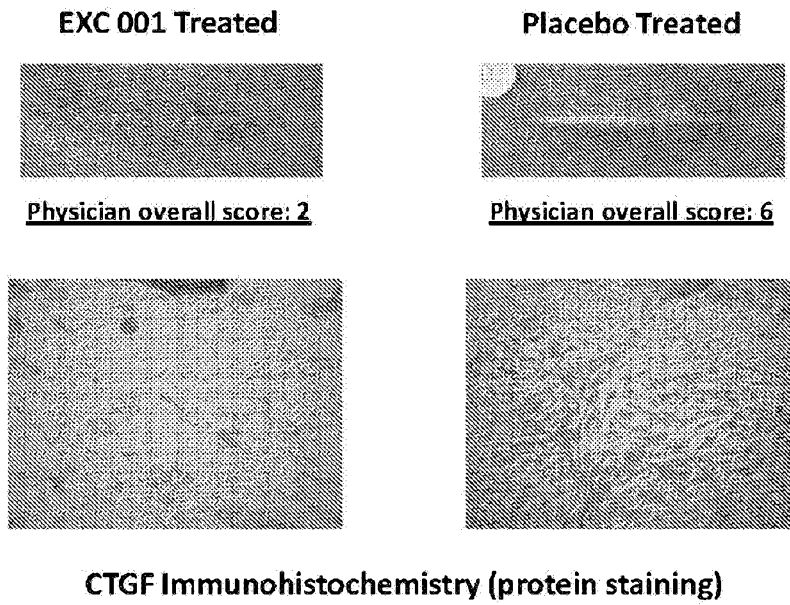 EXC 001 Treated
Placebo Treated
Physician overall score: 2
Physician overall score: 6
CTGF Immunohistochemistry (protein staining)